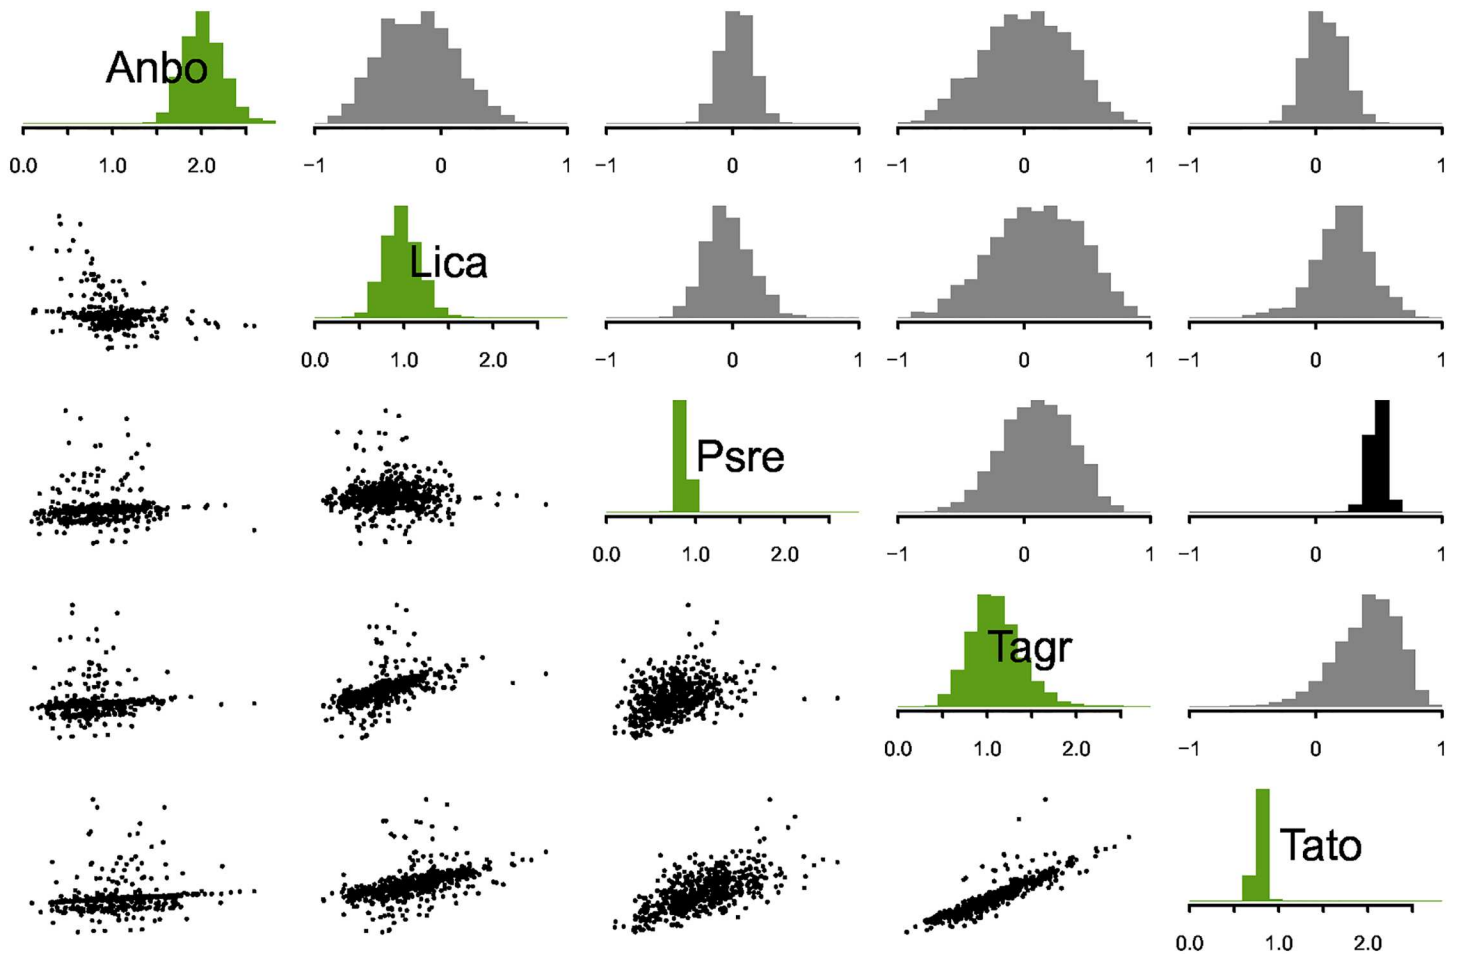 Anbo
0.0 1.0 2.0 −1 0 1 −1 0 1 −1 0 1 −1 0 1
Lica
0.0 1.0 2.0 −1 0 1 −1 0 1 −1 0 1
Psre
0.0 1.0 2.0 −1 0 1 −1 0 1
Tagr
0.0 1.0 2.0 −1 0 1
Tato
0.0 1.0 2.0